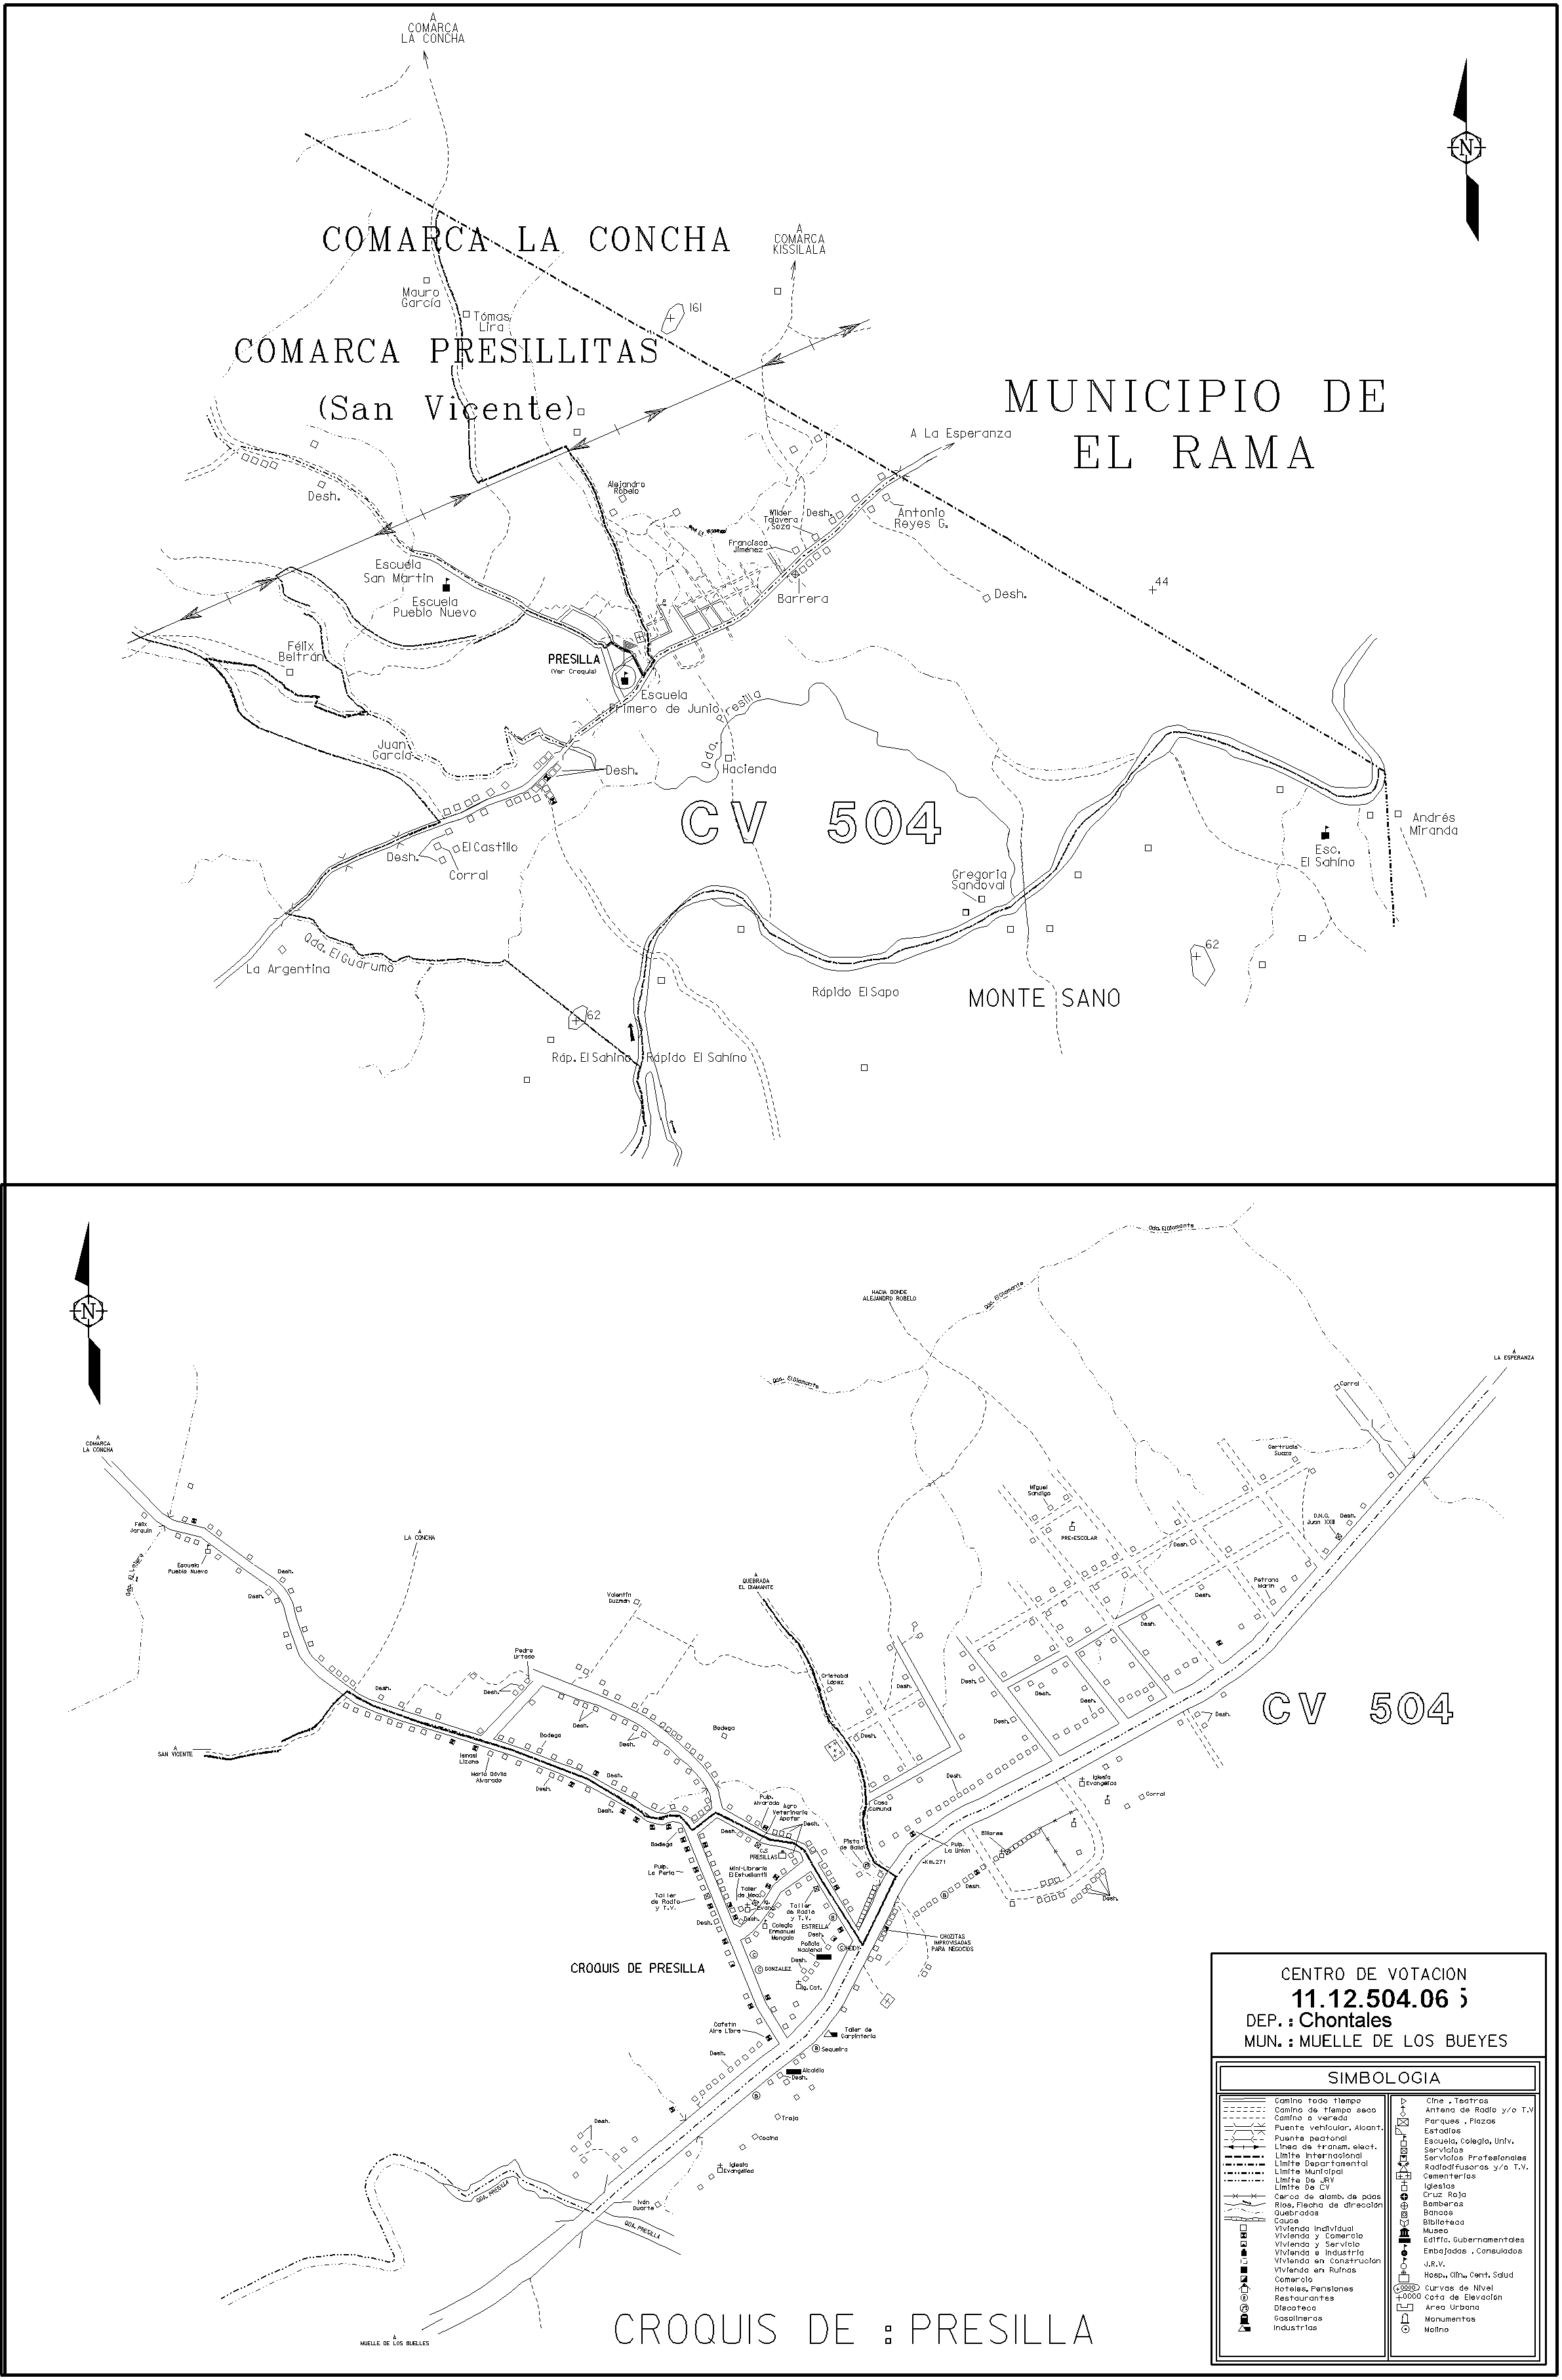 A
COMARCA
LA CONCHA
N
COMARCA LA CONCHA
A
COMARCA
KISSILALA
Mauro
García
Tómas
Lira
161
COMARCA PRESILLITAS
(San Vicente)
MUNICIPIO DE
EL RAMA
A La Esperanza
Desh.
Alejandro
Robelo
Wilder
Talavera
Soza
Desh.
Antonio
Reyes G.
Francisco
Jiménez
Escuela
San Martin
Escuela
Pueblo Nuevo
Barrera
Desh.
44
Félix
Beltrán
PRESILLA
(Ver Croquis)
Escuela
Primero de Junio
Qda. Presilla
Juan
García
Desh.
Hacienda
CV 504
Andrés
Miranda
Esc.
El Sahíno
Desh.
El Castillo
Corral
Gregoria
Sandoval
Qda. El Guarumo
La Argentina
62
Rápido El Sapo
MONTE SANO
62
Ráp. El Sahíno
Rápido El Sahíno
Qda. El Diamante
N
HACIA DONDE
ALEJANDRO ROBELO
Qda. El Diamante
A
LA ESPERANZA
Qda. El Diamante
Corral
A
COMARCA
LA CONCHA
Gertrudis
Suazo
Miguel
Sandigo
Félix
Jarquín
A
LA CONCHA
PRE-ESCOLAR
D.N.C.
Juan XXIII
Desh.
Desh.
Escuela
Pueblo Nuevo
Desh.
Desh.
A
QUEBRADA
EL DIAMANTE
Petrona
Marín
Desh.
Valentín
Guzmán
Desh.
Pedro
Urtado
Cristobal
López
Desh.
Desh.
Desh.
Desh.
Desh.
Desh.
CV 504
Desh.
Desh.
Desh.
Desh.
Bodega
Bodega
Desh.
Desh.
A
SAN VICENTE
Ismael
Lizano
María Dávila
Alvarado
Desh.
Desh.
Desh.
Iglesia
Evangélica
Corral
Desh.
Pulp.
Alvarado
Agro
Veterinaria
Apofer
Desh.
Casa
Comunal
Desh.
Bodega
C.S
PRESILLAS
Pista
de Baile
Pulp.
La Unión
Billares
+Km.271
Pulp.
La Perla
Mini-Librería
El Estudiantil
Taller
de Mec.
Ig.
Evang.
Desh.
Desh.
Taller
de Radio
y T.V.
Desh.
Desh.
Colegio
Emmanuel
Mongalo
Taller
de Radio
y T.V.
ESTRELLA
Desh.
Policía
Nacional
HEIDY
CHOZITAS
IMPROVISADAS
PARA NEGOCIOS
CROQUIS DE PRESILLA
GONZALEZ
Desh.
Ig.Cat.
Cafetín
Aire Libre
Taller de
Carpintería
Sequeira
Desh.
Alcaldía
Desh.
Troja
Desh.
Cocina
Iglesia
Evangélica
QDA. PRESILLA
Iván
Duarte
QDA. PRESILLA
A
MUELLE DE LOS BUELLES
CROQUIS DE : PRESILLA
CENTRO DE VOTACION
11.12.504.06
DEP. : Chontales
MUN. : MUELLE DE LOS BUEYES
SIMBOLOGIA
Camino todo tiempo
Camino de tiempo seco
Camino o vereda
Puente vehicular, Alcant.
Puente peatonal
Línea de transm. elect.
Límite Internacional
Límite Departamental
Límite Municipal
Límite De JRV
Límite De CV
Cerca de alamb. de púas
Ríos, Flecha de dirección
Quebradas
Cauce
Vivienda Individual
Vivienda y Comercio
Vivienda y Servicio
Vivienda e Industria
Vivienda en Construcion
Vivienda en Ruinas
Comercio
Hoteles, Pensiones
Restaurantes
Discoteca
Gasolineras
Industrias
Cine , Teatros
Antena de Radio y/o T.V
Parques , Plazas
Estadios
Escuela, Colegio, Univ.
Servicios
Servicios Profesionales
Radiodifusoras y/o T.V.
Cementerios
Iglesias
Cruz Roja
Bomberos
Bancos
Biblioteca
Museo
Edific. Gubernamentales
Embajadas , Consulados
J.R.V.
Hosp., Clín., Cent. Salud
Curvas de Nivel
Cota de Elevación
Area Urbana
Monumentos
Molino